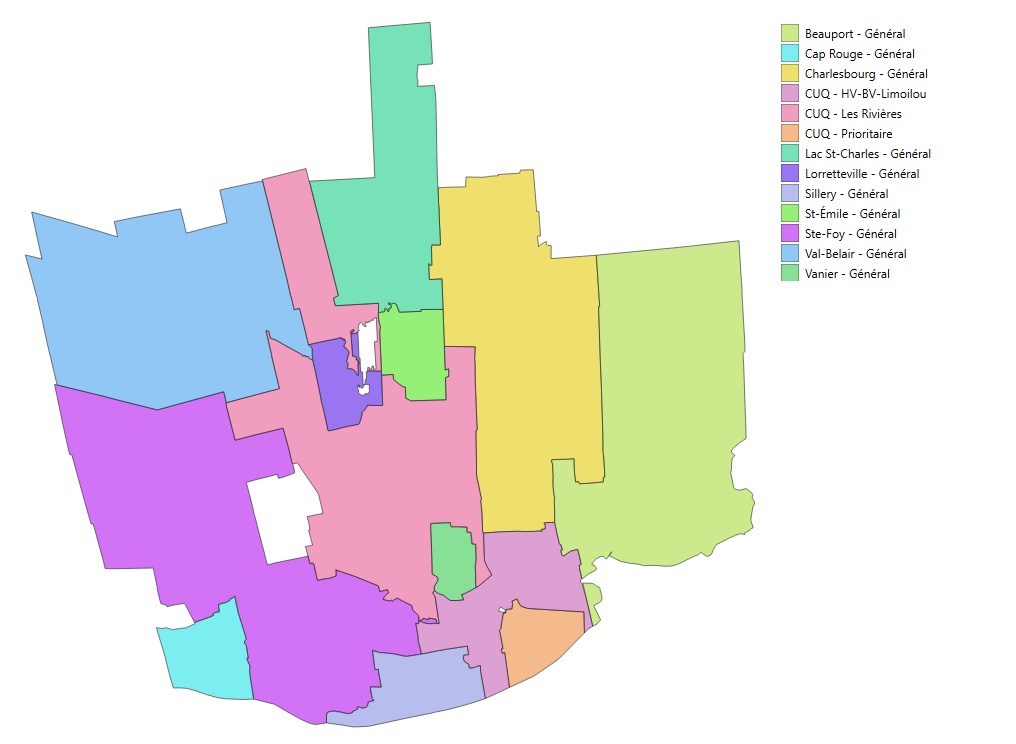 Beauport - Général
Cap Rouge - Général
Charlesbourg - Général
CUQ - HV-BV-Limoilou
CUQ - Les Rivières
CUQ - Prioritaire
Lac St-Charles - Général
Lorretteville - Général
Sillery - Général
St-Émile - Général
Ste-Foy - Général
Val-Belair - Général
Vanier - Général